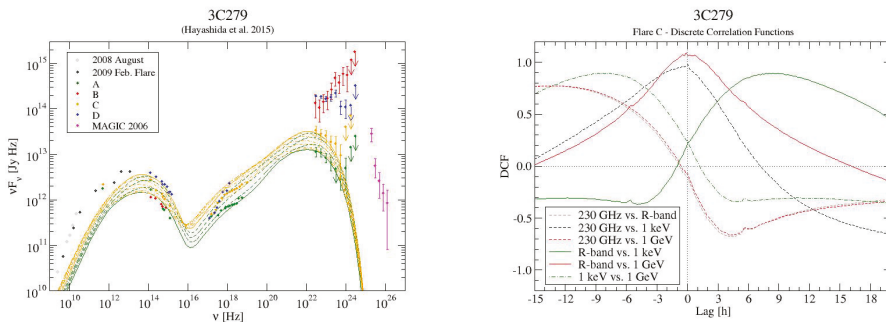 3C279
(Hayashida et al. 2015)
10^15
10^14
10^13
10^12
10^11
10^10
νF_ν [Jy Hz]
2008 August
2009 Feb. Flare
A
B
C
D
MAGIC 2006
10^10 10^12 10^14 10^16 10^18 10^20 10^22 10^24 10^26
ν [Hz]
3C279
Flare C - Discrete Correlation Functions
1.0
0.5
0.0
-0.5
-1.0
DCF
230 GHz vs. R-band
230 GHz vs. 1 keV
230 GHz vs. 1 GeV
R-band vs. 1 keV
R-band vs. 1 GeV
1 keV vs. 1 GeV
-15 -12 -9 -6 -3 0 3 6 9 12 15 18
Lag [h]